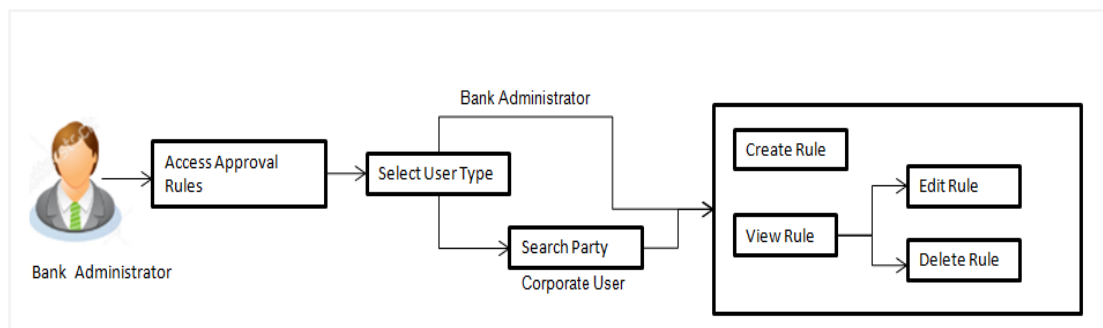 Bank Administrator
Access Approval
Rules
Select User Type
Bank Administrator
Search Party
Corporate User
Create Rule
View Rule
Edit Rule
Delete Rule